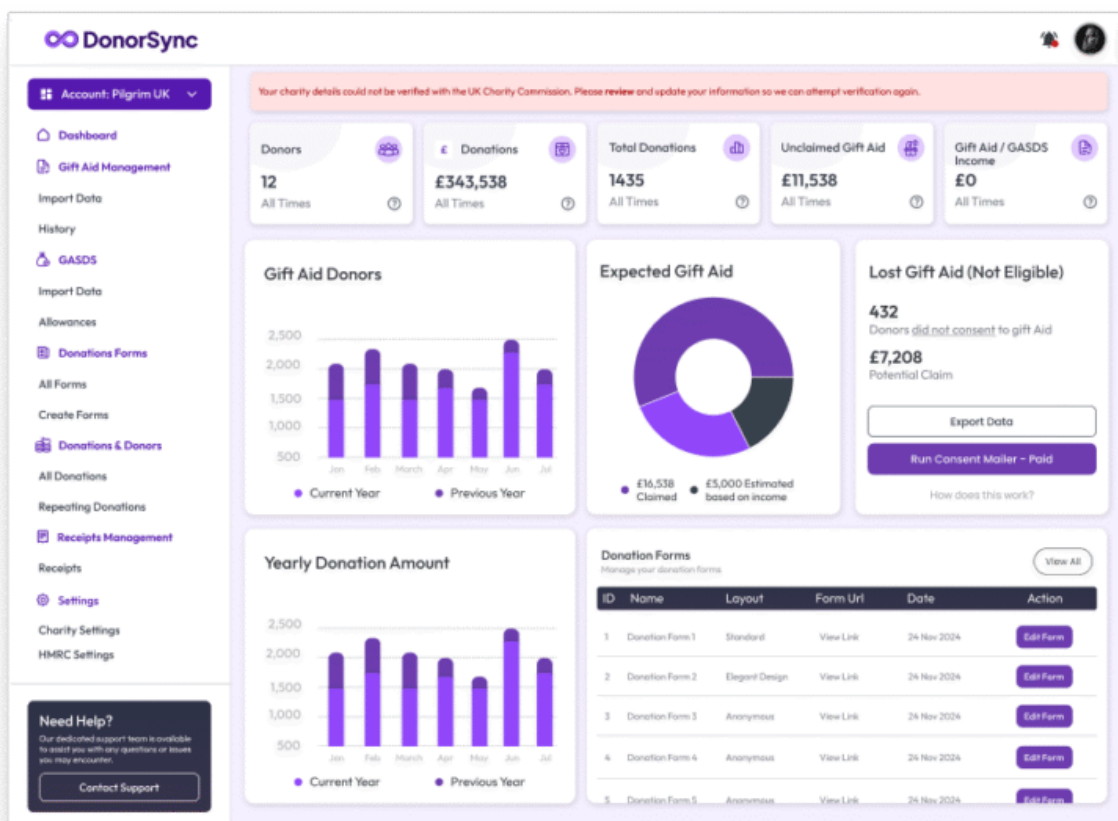 DonorSync
Account: Pilgrim UK
Dashboard
Gift Aid Management
Import Data
History
GASDS
Import Data
Allowances
Donations Forms
All Forms
Create Forms
Donations & Donors
All Donations
Repeating Donations
Receipts Management
Receipts
Settings
Charity Settings
HMRC Settings
Need Help?
Our dedicated support team is available
to assist you with any questions or issues
you may encounter.
Contact Support
Your charity details could not be verified with the UK Charity Commission. Please review and update your information so we can attempt verification again.
Donors
12
All Times
£ Donations
£343,538
All Times
Total Donations
1435
All Times
Unclaimed Gift Aid
£11,538
All Times
Gift Aid / GASDS
Income
£0
All Times
Gift Aid Donors
2,500
2,000
1,500
1,000
500
Jan Feb March Apr May Jun Jul
Current Year Previous Year
Expected Gift Aid
£16,538
Claimed
£5,000 Estimated
based on income
Lost Gift Aid (Not Eligible)
432
Donors did not consent to gift Aid
£7,208
Potential Claim
Export Data
Run Consent Mailer - Paid
How does this work?
Yearly Donation Amount
2,500
2,000
1,500
1,000
500
Jan Feb March Apr May Jun Jul
Current Year Previous Year
Donation Forms
Manage your donation forms
View All
ID Name Layout Form Url Date Action
1 Donation Form 1 Standard View Link 24 Nov 2024 Edit Form
2 Donation Form 2 Elegant Design View Link 24 Nov 2024 Edit Form
3 Donation Form 3 Anonymous View Link 24 Nov 2024 Edit Form
4 Donation Form 4 Anonymous View Link 24 Nov 2024 Edit Form
5 Donation Form 5 Anonymous View Link 24 Nov 2024 Edit Form